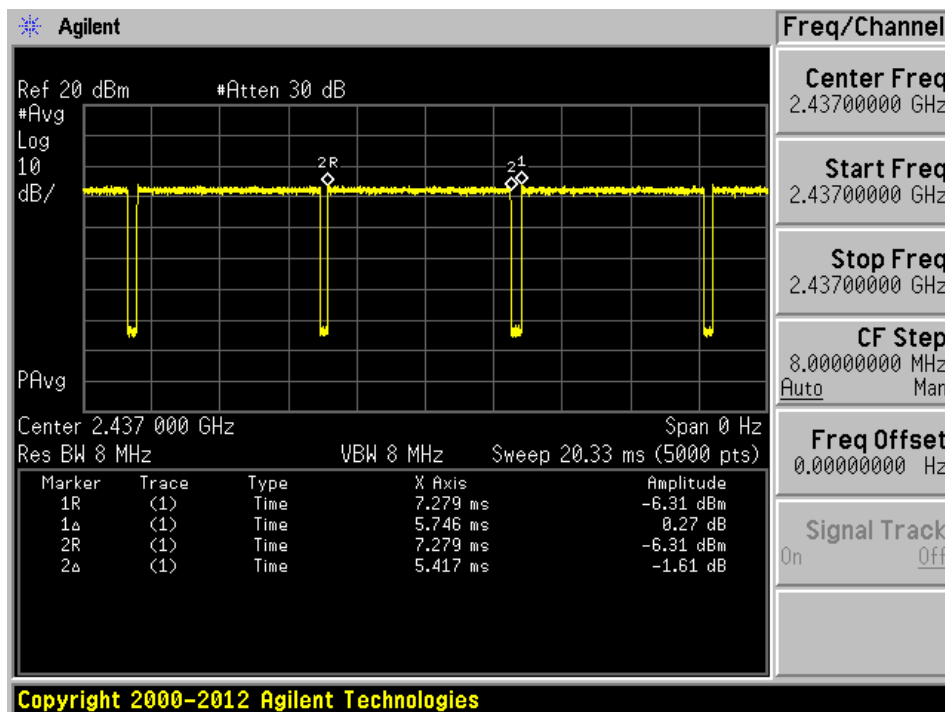 Agilent
Freq/Channel
Ref 20 dBm #Atten 30 dB
#Avg
Log
10
dB/
2R
2
1
PAvg
Center 2.437 000 GHz Span 0 Hz
Res BW 8 MHz VBW 8 MHz Sweep 20.33 ms (5000 pts)
Marker Trace Type X Axis Amplitude
1R (1) Time 7.279 ms -6.31 dBm
1Δ (1) Time 5.746 ms 0.27 dB
2R (1) Time 7.279 ms -6.31 dBm
2Δ (1) Time 5.417 ms -1.61 dB
Center Freq
2.43700000 GHz
Start Freq
2.43700000 GHz
Stop Freq
2.43700000 GHz
CF Step
8.00000000 MHz
Auto Man
Freq Offset
0.00000000 Hz
Signal Track
On Off
Copyright 2000-2012 Agilent Technologies